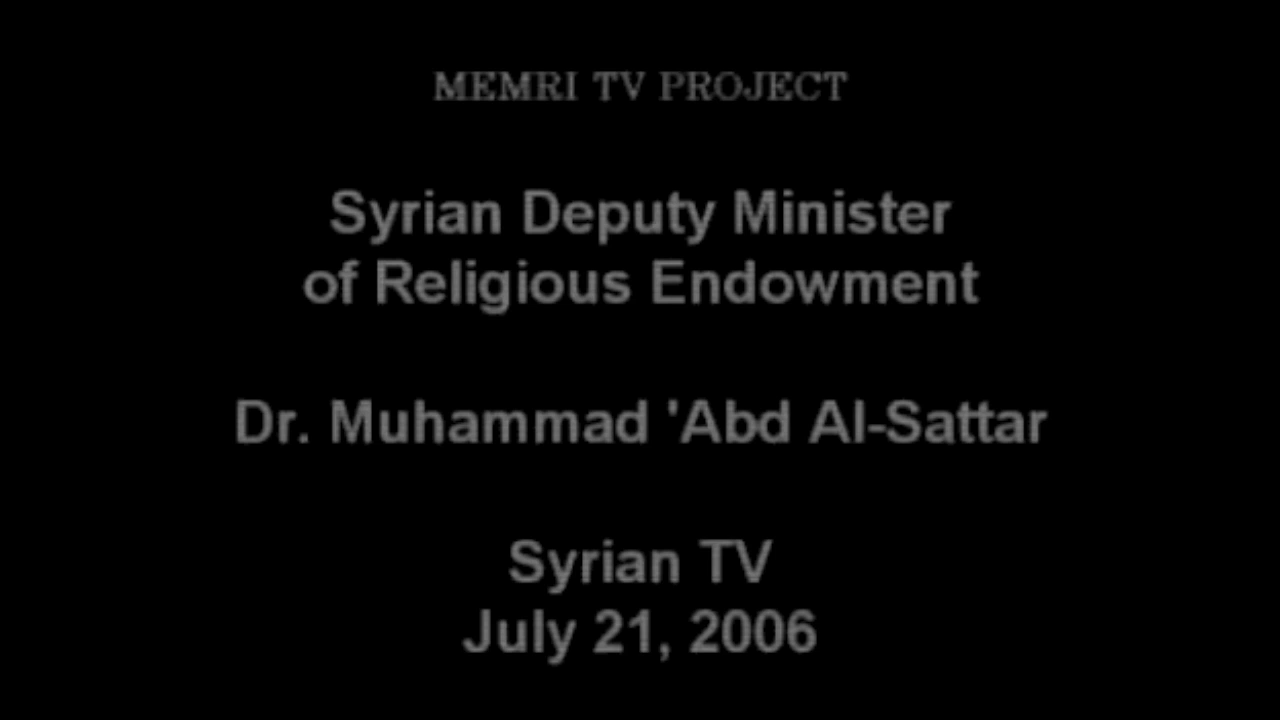 MEMRI TV PROJECT
Syrian Deputy Minister
of Religious Endowment
Dr. Muhammad 'Abd Al-Sattar
Syrian TV
July 21, 2006